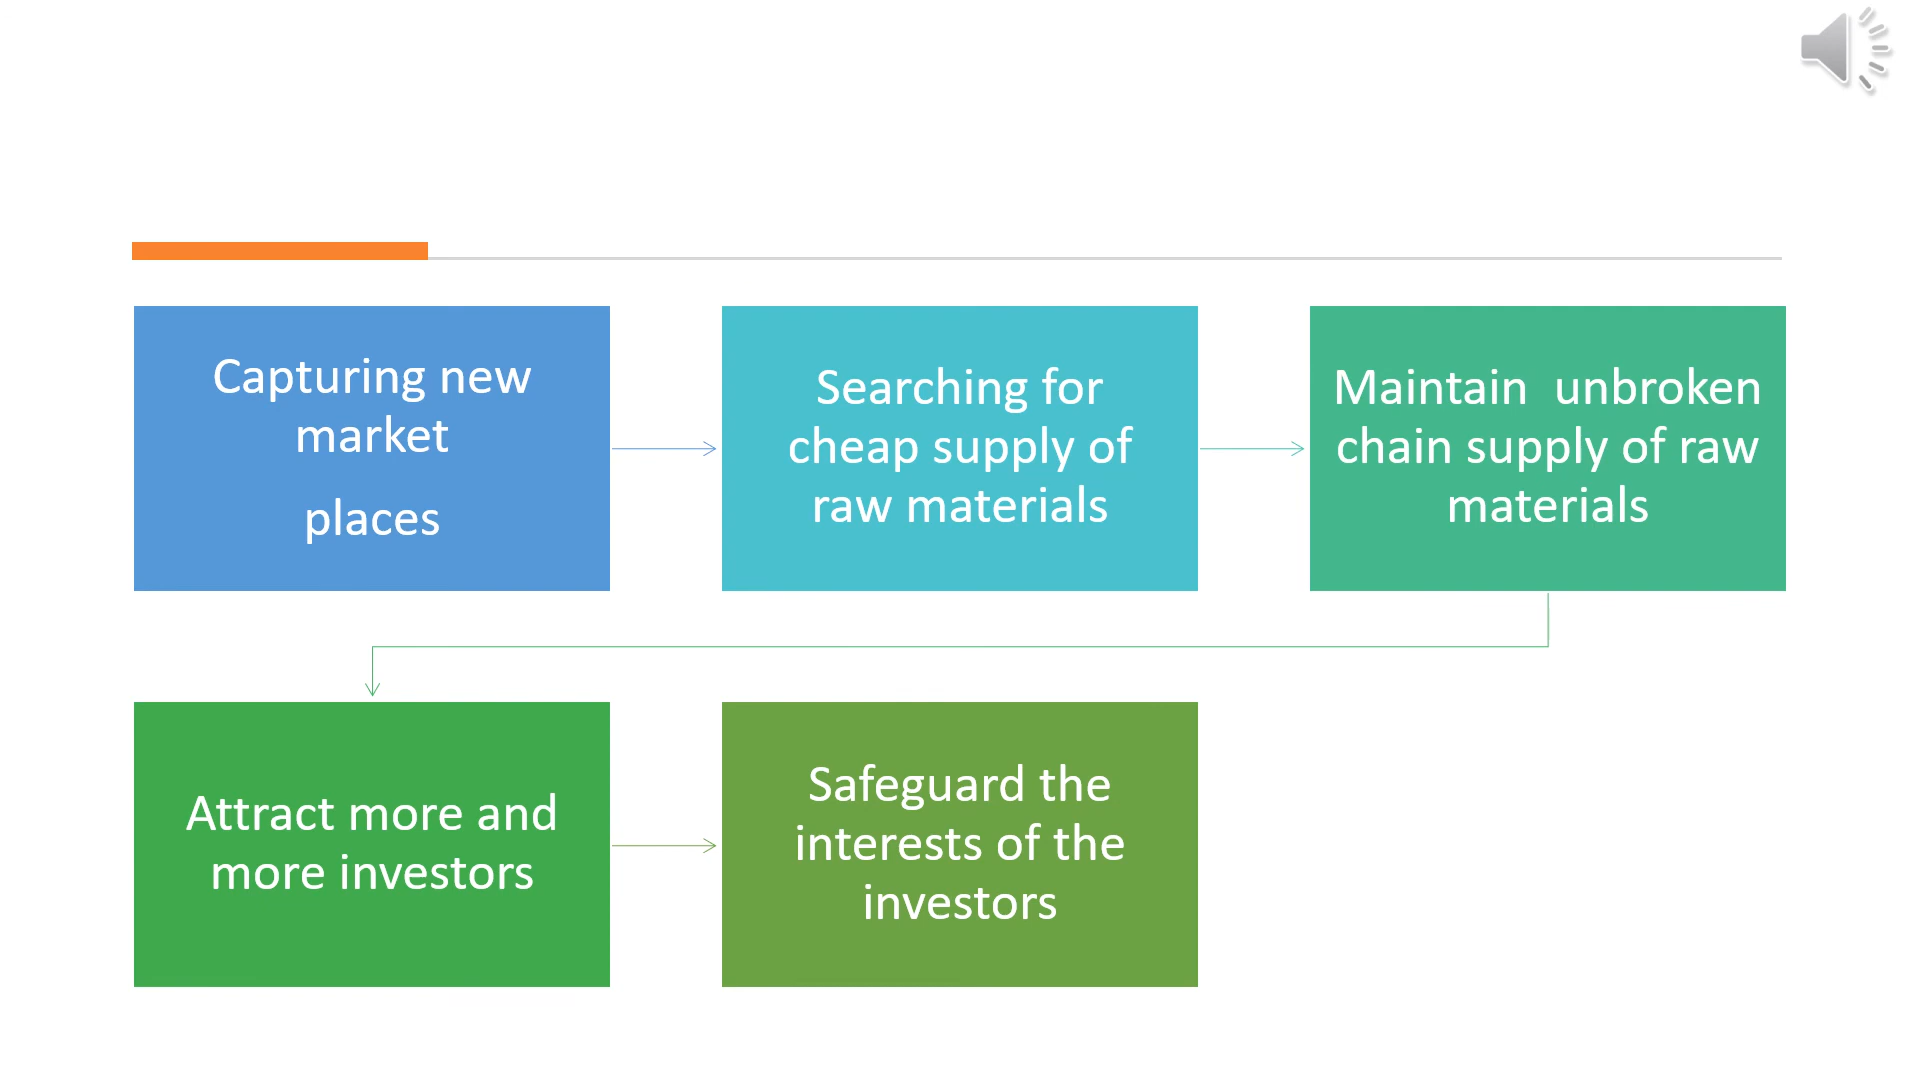 Capturing new
market
places
Searching for
cheap supply of
raw materials
Maintain  unbroken
chain supply of raw
materials
Attract more and
more investors
Safeguard the
interests of the
investors